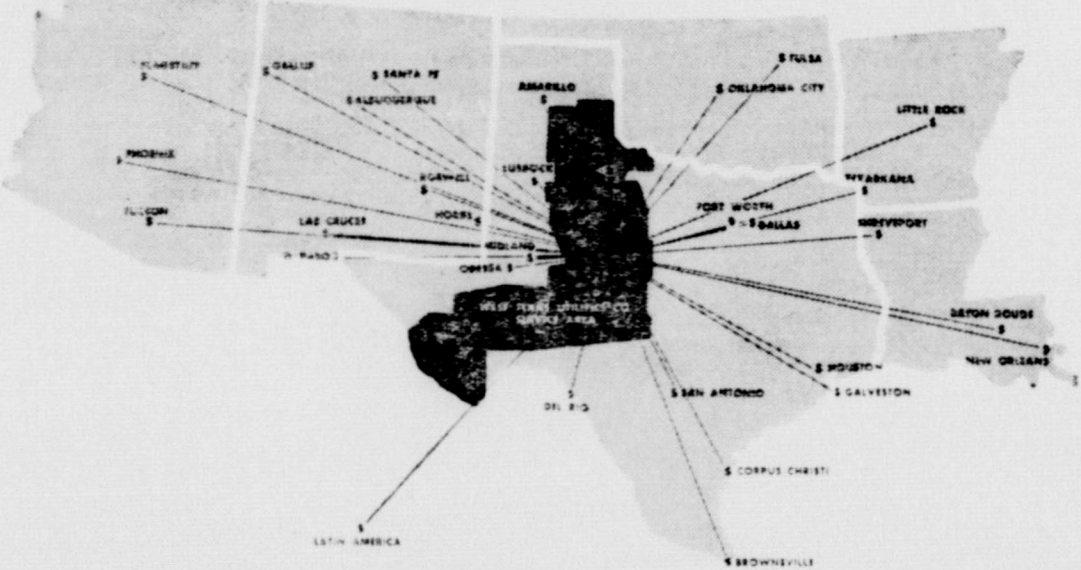 FLAGSTAFF
$
GALLUP
$
$ SANTA FE
$ ALBUQUERQUE
AMARILLO
$
$ TULSA
$ OKLAHOMA CITY
LITTLE ROCK
$
PHOENIX
$
ROSWELL
$
LUBBOCK
$
TEXARKANA
$
TUCSON
$
LAS CRUCES
$
HOBBS $
FORT WORTH
$ $ DALLAS
SHREVEPORT
$
EL PASO $
MIDLAND
$
ODESSA $
WEST TEXAS UTILITIES CO.
SERVICE AREA
BATON ROUGE
$
NEW ORLEANS
$
$ HOUSTON
$ GALVESTON
$
DEL RIO
$ SAN ANTONIO
$ CORPUS CHRISTI
$
LATIN AMERICA
$ BROWNSVILLE